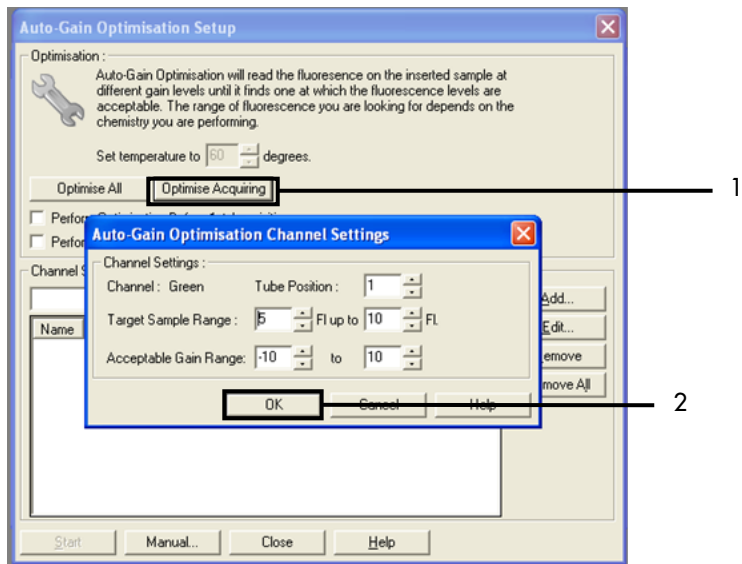 Auto-Gain Optimisation Setup
Optimisation :
Auto-Gain Optimisation will read the fluoresence on the inserted sample at
different gain levels until it finds one at which the fluorescence levels are
acceptable. The range of fluorescence you are looking for depends on the
chemistry you are performing.
Set temperature to 60 degrees.
Optimise All Optimise Acquiring 1
Perfor
Perfor
Auto-Gain Optimisation Channel Settings
Channel Settings :
Channel : Green Tube Position : 1
Target Sample Range : 5 Fl up to 10 Fl.
Acceptable Gain Range: -10 to 10
OK Cancel Help 2
Channel S
Name
Add...
Edit...
emove
move All
Start Manual... Close Help